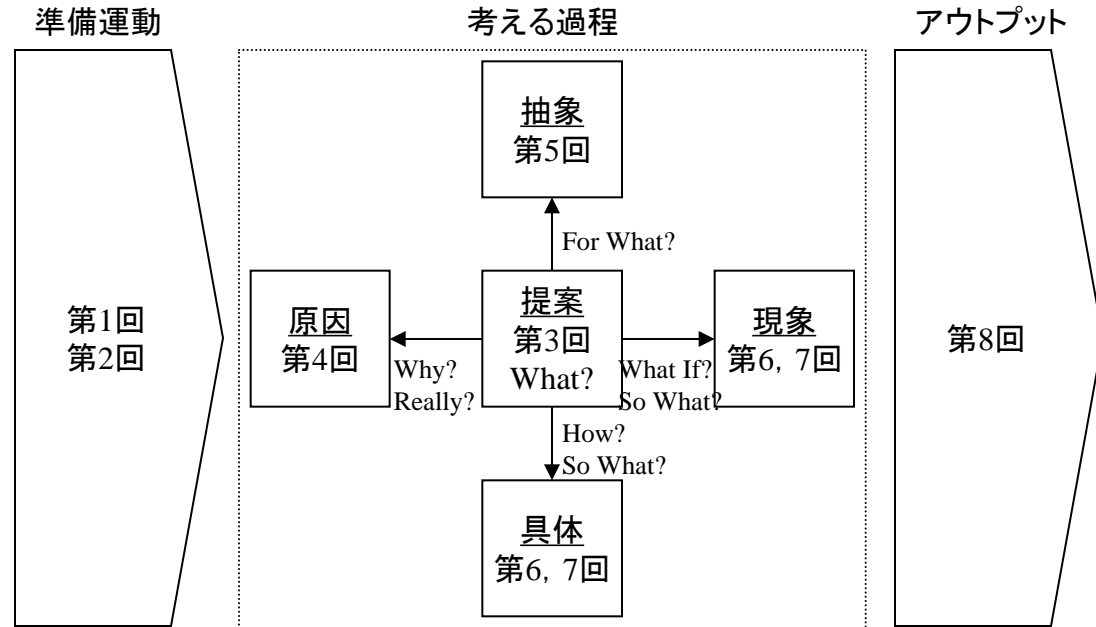 準備運動
考える過程
アウトプット
抽象
第5回
For What?
第1回
第2回
原因
第4回
Why?
Really?
提案
第3回
What?
What If?
So What?
現象
第6, 7回
第8回
How?
So What?
具体
第6, 7回